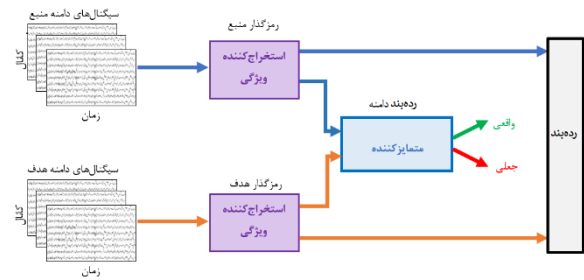 سیگنال‌های دامنه منبع
کانال
زمان
رمزگذار منبع
استخراج‌کننده
ویژگی
رده‌بند دامنه
متمایزکننده
واقعی
جعلی
رده‌بند
سیگنال‌های دامنه هدف
کانال
زمان
رمزگذار هدف
استخراج‌کننده
ویژگی